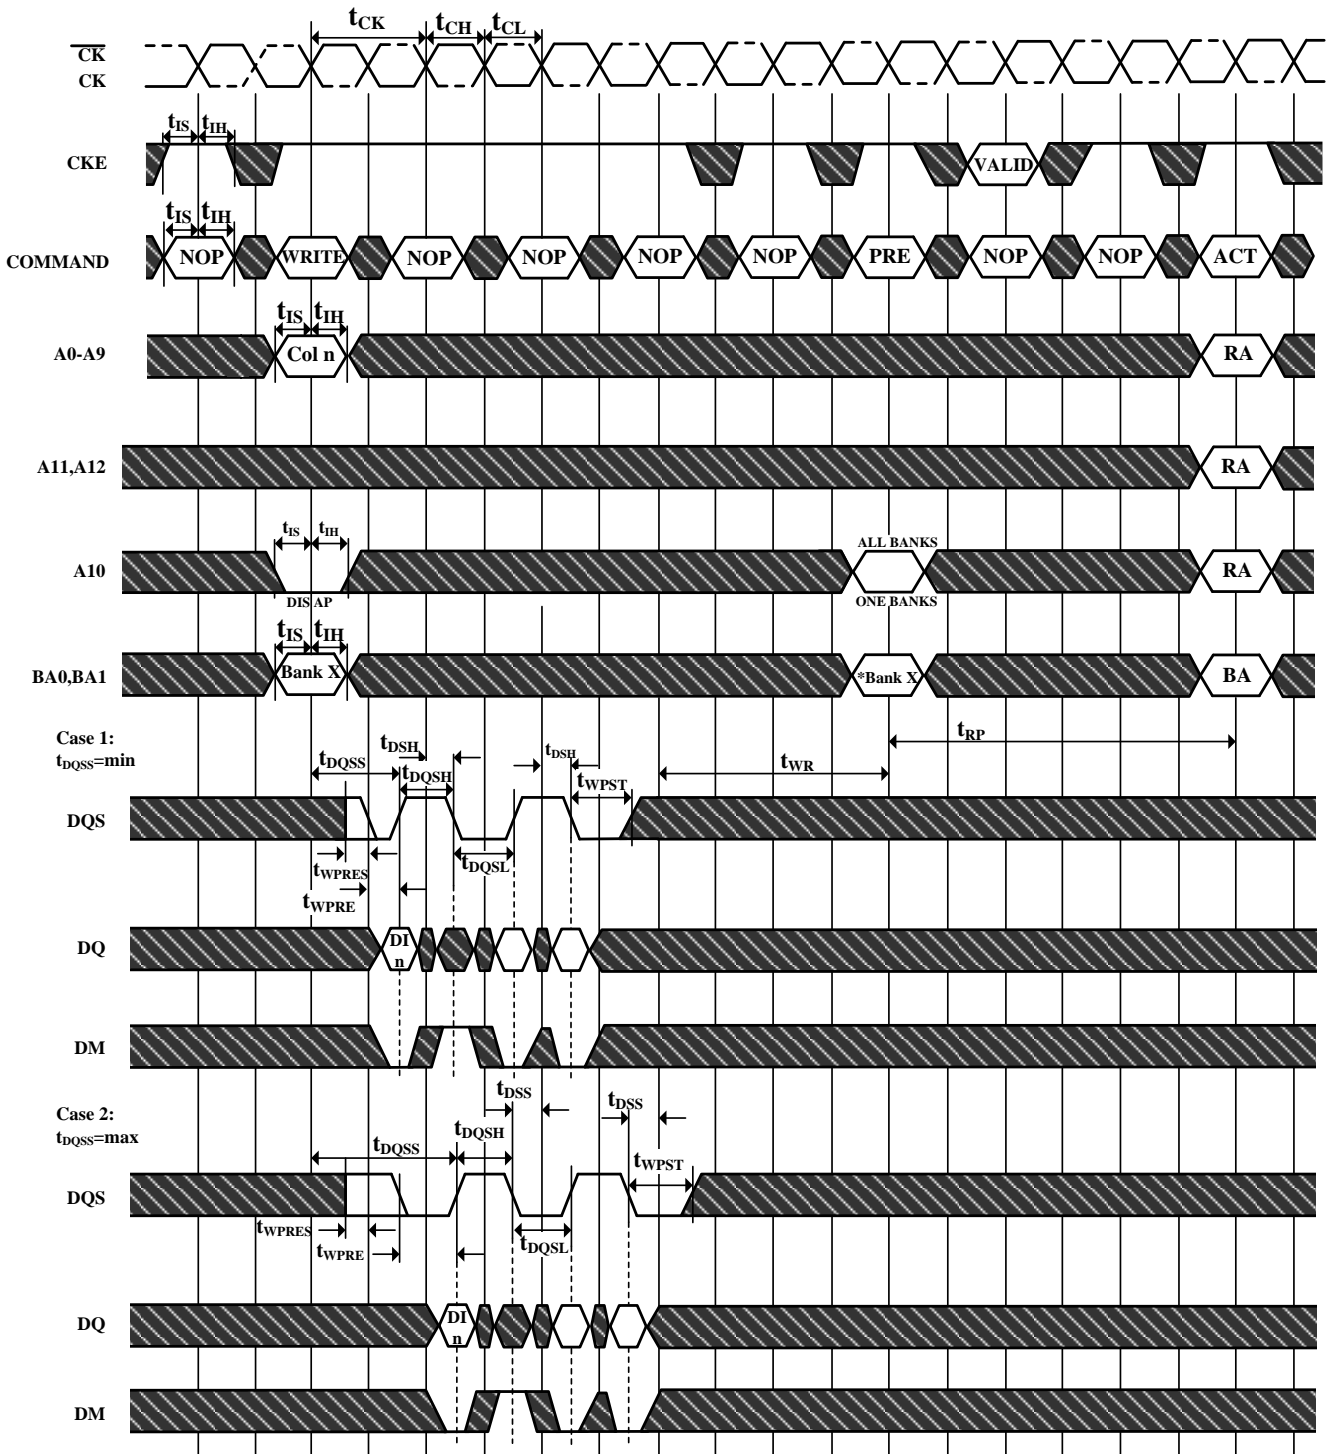 tCK tCH tCL
CK
CK
tIS tIH
CKE VALID
tIS tIH
COMMAND NOP WRITE NOP NOP NOP NOP PRE NOP NOP ACT
tIS tIH
A0-A9 Col n RA
A11,A12 RA
tIS tIH ALL BANKS
A10 RA
DIS AP ONE BANKS
tIS tIH
BA0,BA1 Bank X *Bank X BA
Case 1:
tDQSS=min
tDQSS tDSH tDQSH tDSH tWPST tWR tRP
DQS
tWPRES tDQSL
tWPRE
DQ DI n
DM
Case 2:
tDQSS=max
tDQSS tDQSH tDSS tDSS tWPST
DQS
tWPRES tWPRE tDQSL
DQ DI n
DM